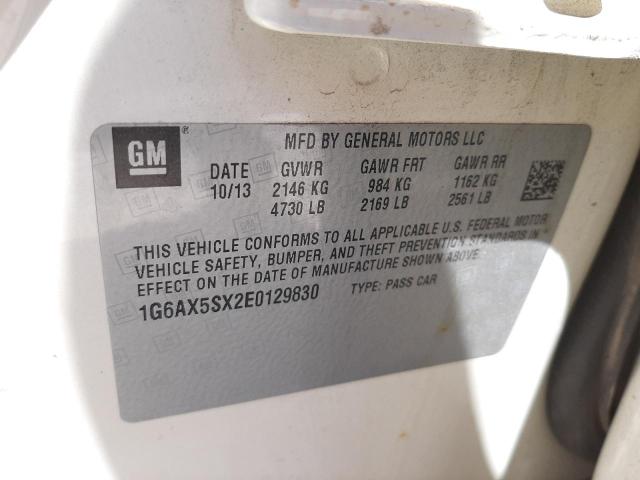 GM ® MFD BY GENERAL MOTORS LLC
DATE GVWR GAWR FRT GAWR RR
10/13 2146 KG 984 KG 1162 KG
4730 LB 2169 LB 2561 LB
THIS VEHICLE CONFORMS TO ALL APPLICABLE U.S. FEDERAL MOTOR
VEHICLE SAFETY, BUMPER, AND THEFT PREVENTION STANDARDS IN
EFFECT ON THE DATE OF MANUFACTURE SHOWN ABOVE.
1G6AX5SX2E0129830 TYPE: PASS CAR